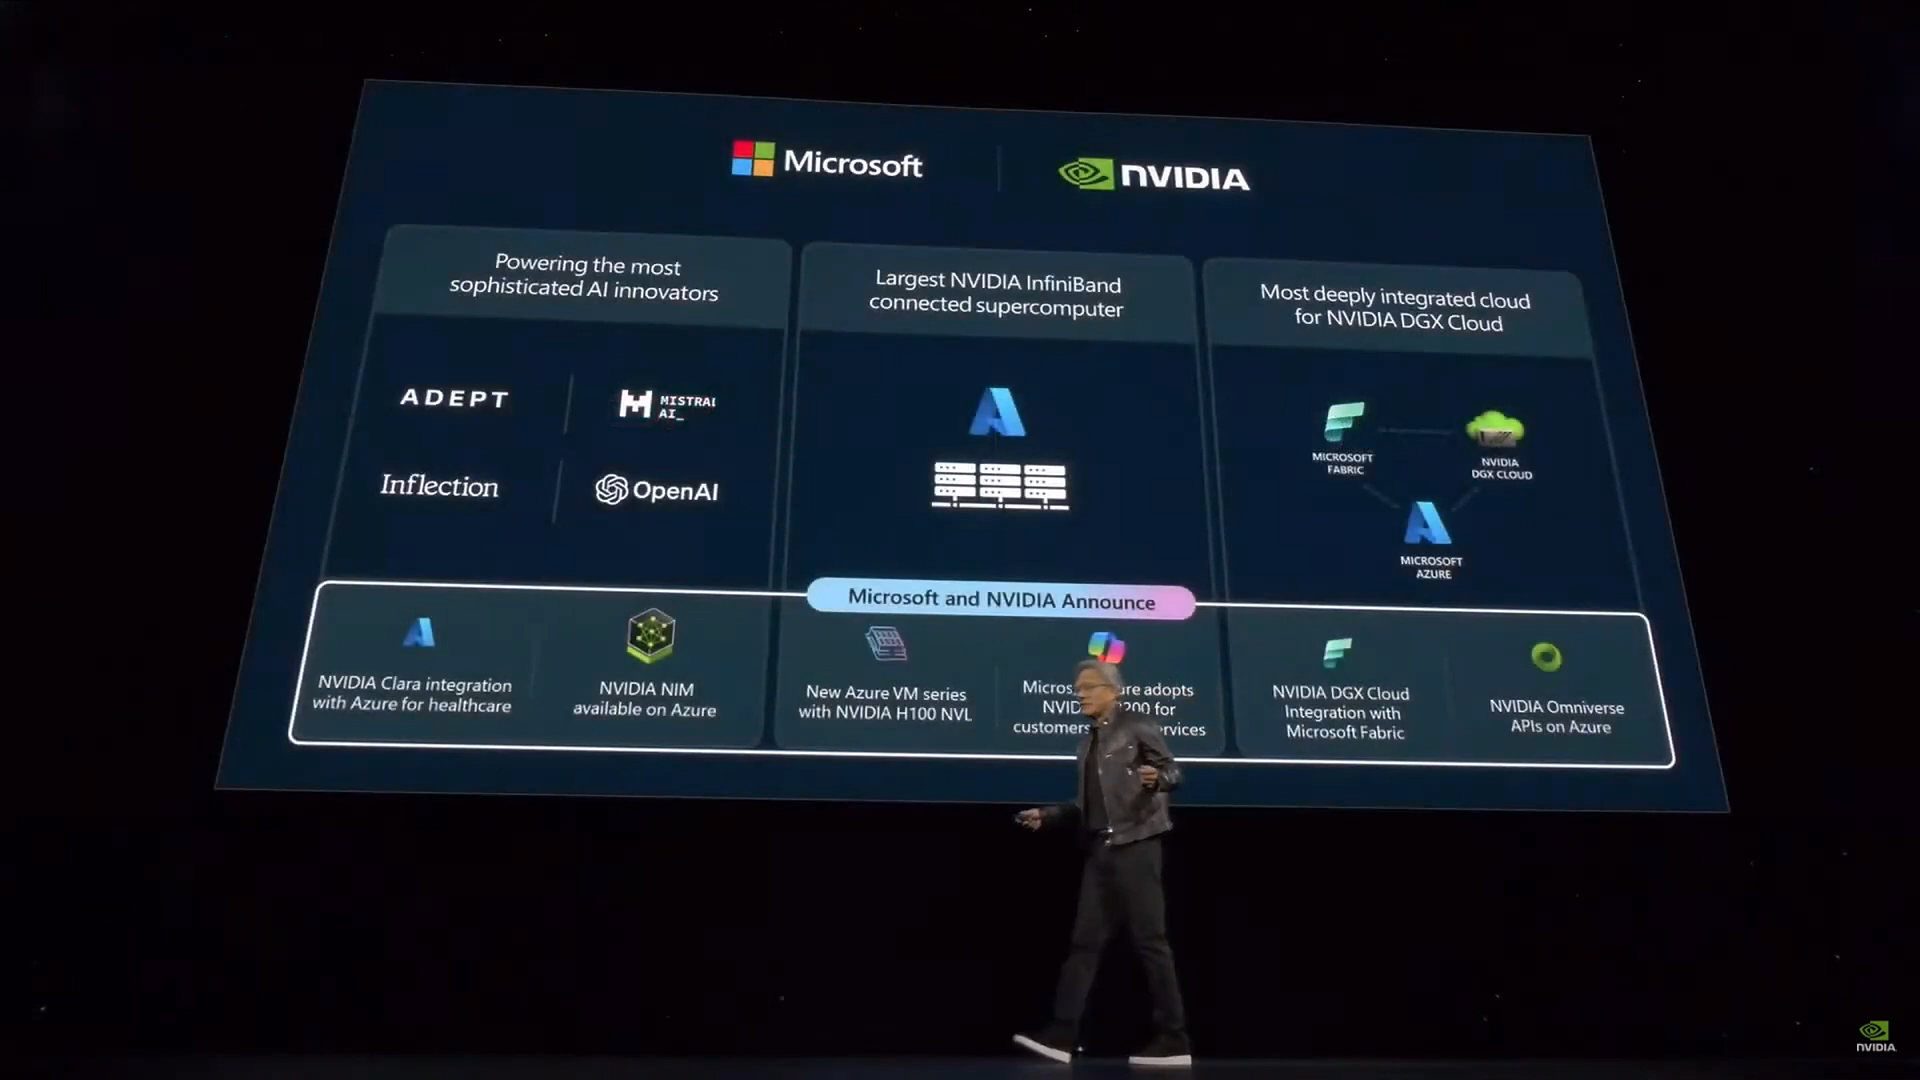 Microsoft
NVIDIA
Powering the most
sophisticated AI innovators
ADEPT
MISTRAL
AI_
Inflection
OpenAI
Largest NVIDIA InfiniBand
connected supercomputer
Most deeply integrated cloud
for NVIDIA DGX Cloud
MICROSOFT
FABRIC
NVIDIA
DGX CLOUD
MICROSOFT
AZURE
Microsoft and NVIDIA Announce
NVIDIA Clara integration
with Azure for healthcare
NVIDIA NIM
available on Azure
New Azure VM series
with NVIDIA H100 NVL
adopts
for
customers
NVIDIA DGX Cloud
Integration with
Microsoft Fabric
NVIDIA Omniverse
APIs on Azure
NVIDIA